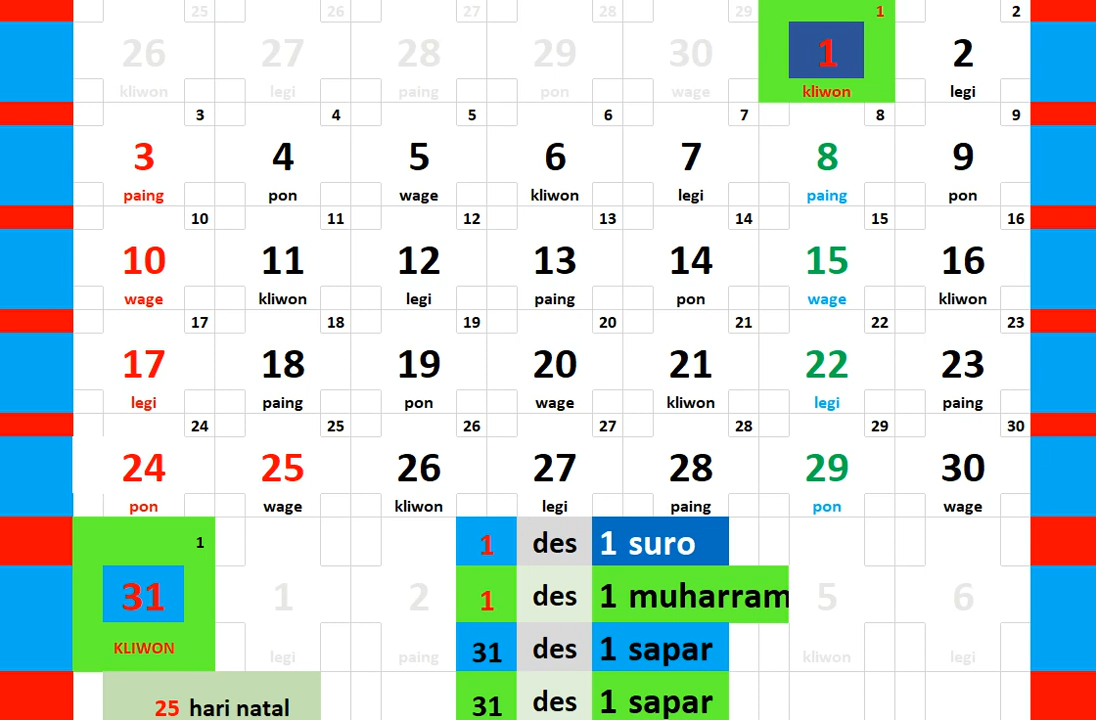 25 26 27 28 29 1 2
26 27 28 29 30 1 2
kliwon legi paing pon wage kliwon legi
3 4 5 6 7 8 9
3 4 5 6 7 8 9
paing pon wage kliwon legi paing pon
10 11 12 13 14 15 16
10 11 12 13 14 15 16
wage kliwon legi paing pon wage kliwon
17 18 19 20 21 22 23
17 18 19 20 21 22 23
legi paing pon wage kliwon legi paing
24 25 26 27 28 29 30
24 25 26 27 28 29 30
pon wage kliwon legi paing pon wage
1 1 des 1 suro
31 1 2 1 des 1 muharram 5 6
KLIWON legi paing 31 des 1 sapar kliwon legi
25 hari natal 31 des 1 sapar